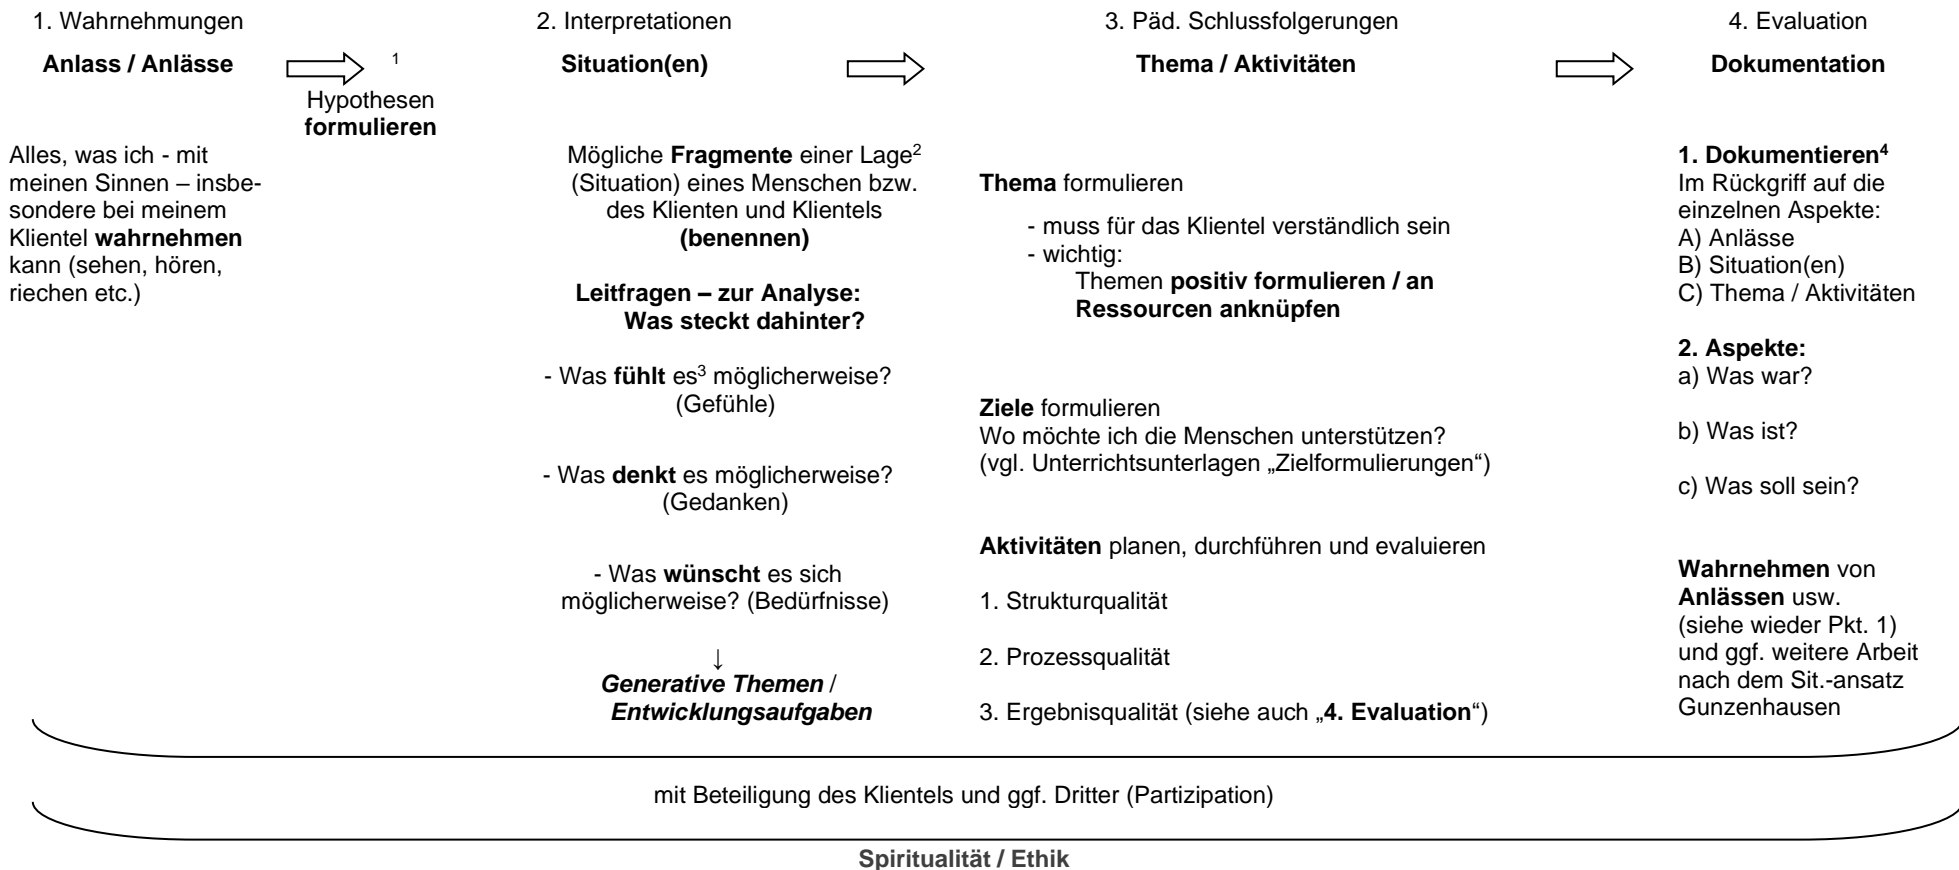 1. Wahrnehmungen
Anlass / Anlässe
1
Hypothesen
formulieren
Alles, was ich - mit
meinen Sinnen – insbe-
sondere bei meinem
Klientel wahrnehmen
kann (sehen, hören,
riechen etc.)
2. Interpretationen
Situation(en)
Mögliche Fragmente einer Lage²
(Situation) eines Menschen bzw.
des Klienten und Klientels
(benennen)
Leitfragen – zur Analyse:
Was steckt dahinter?
- Was fühlt es³ möglicherweise?
(Gefühle)
- Was denkt es möglicherweise?
(Gedanken)
- Was wünscht es sich
möglicherweise? (Bedürfnisse)
↓
Generative Themen /
Entwicklungsaufgaben
3. Päd. Schlussfolgerungen
Thema / Aktivitäten
Thema formulieren
- muss für das Klientel verständlich sein
- wichtig:
Themen positiv formulieren / an
Ressourcen anknüpfen
Ziele formulieren
Wo möchte ich die Menschen unterstützen?
(vgl. Unterrichtsunterlagen „Zielformulierungen“)
Aktivitäten planen, durchführen und evaluieren
1. Strukturqualität
2. Prozessqualität
3. Ergebnisqualität (siehe auch „4. Evaluation“)
4. Evaluation
Dokumentation
1. Dokumentieren⁴
Im Rückgriff auf die
einzelnen Aspekte:
A) Anlässe
B) Situation(en)
C) Thema / Aktivitäten
2. Aspekte:
a) Was war?
b) Was ist?
c) Was soll sein?
Wahrnehmen von
Anlässen usw.
(siehe wieder Pkt. 1)
und ggf. weitere Arbeit
nach dem Sit.-ansatz
Gunzenhausen
mit Beteiligung des Klientels und ggf. Dritter (Partizipation)
Spiritualität / Ethik